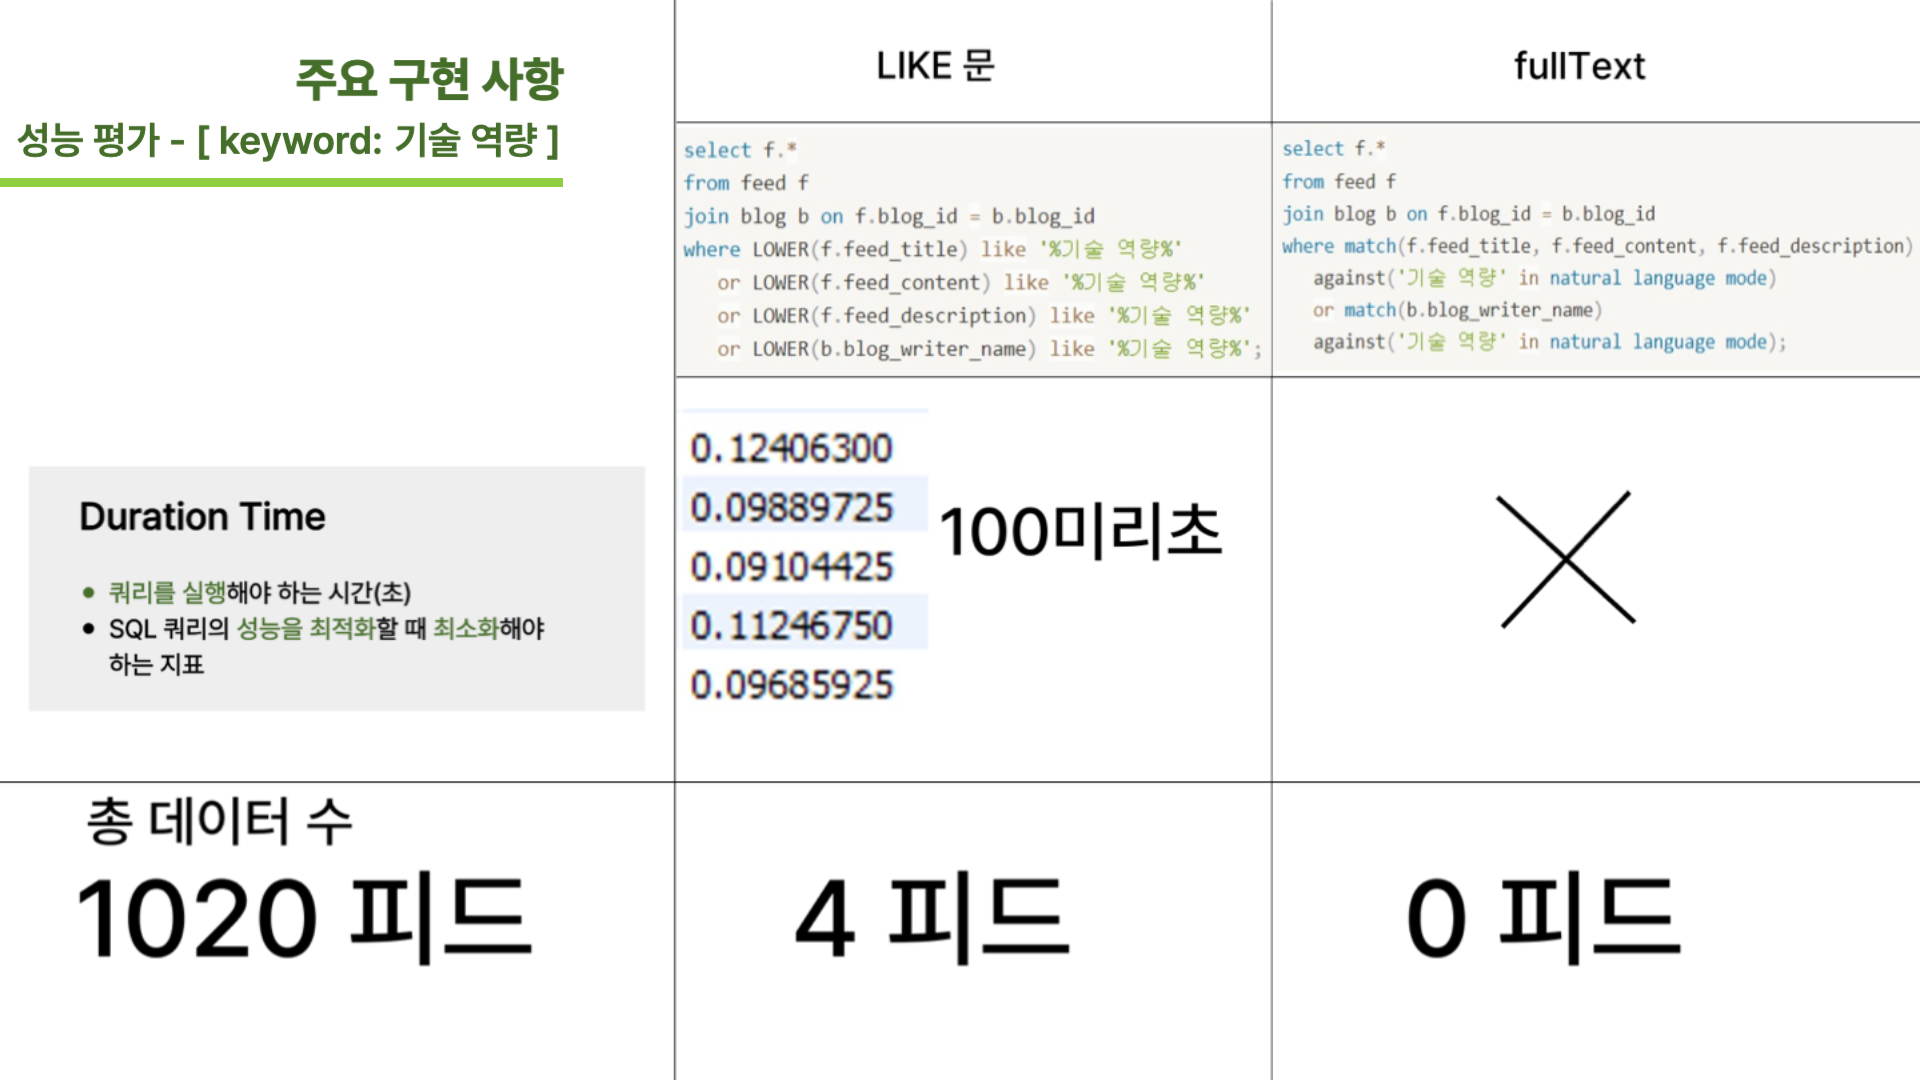 주요 구현 사항
성능 평가 - [ keyword: 기술 역량 ]
LIKE 문
fullText
select f.*
from feed f
join blog b on f.blog_id = b.blog_id
where LOWER(f.feed_title) like '%기술 역량%'
or LOWER(f.feed_content) like '%기술 역량%'
or LOWER(f.feed_description) like '%기술 역량%'
or LOWER(b.blog_writer_name) like '%기술 역량%';
select f.*
from feed f
join blog b on f.blog_id = b.blog_id
where match(f.feed_title, f.feed_content, f.feed_description)
against('기술 역량' in natural language mode)
or match(b.blog_writer_name)
against('기술 역량' in natural language mode);
Duration Time
• 쿼리를 실행해야 하는 시간(초)
• SQL 쿼리의 성능을 최적화할 때 최소화해야
하는 지표
0.12406300
0.09889725
0.09104425
0.11246750
0.09685925
100미리초
총 데이터 수
1020 피드
4 피드
0 피드